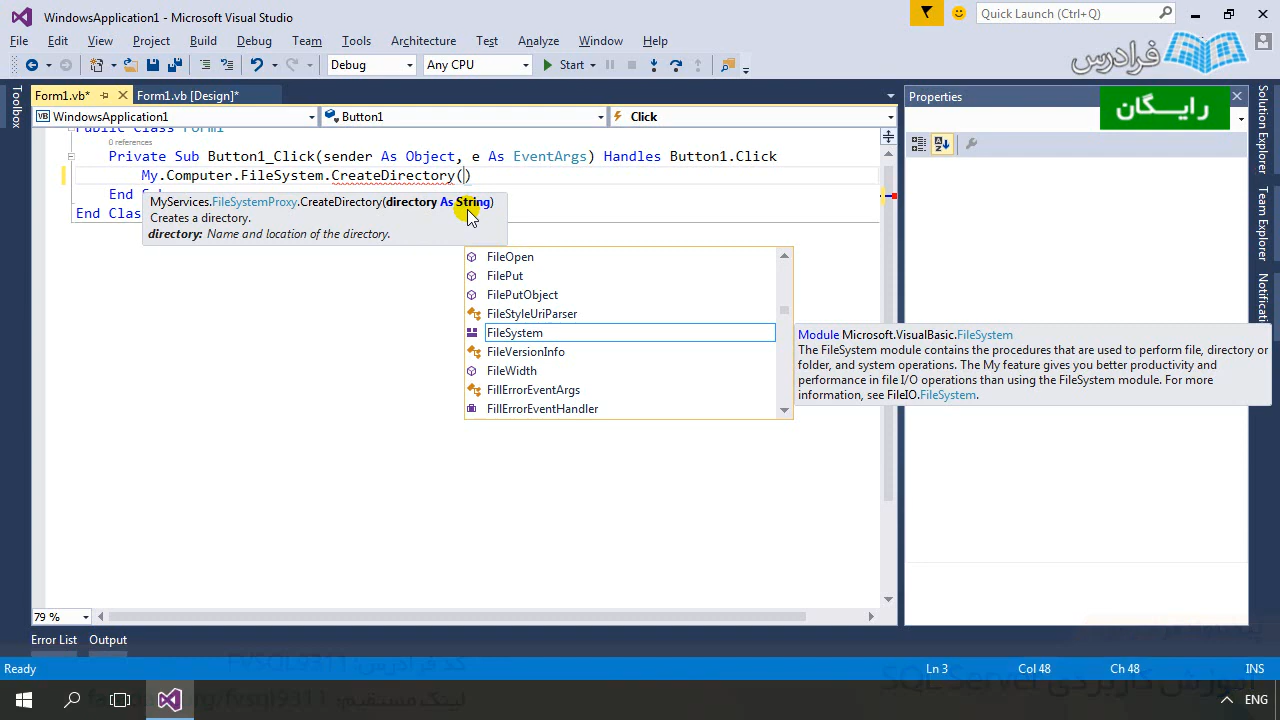 WindowsApplication1 - Microsoft Visual Studio
Quick Launch (Ctrl+Q)
File Edit View Project Build Debug Team Tools Architecture Test Analyze Window Help
فرادرس
Debug Any CPU Start
Form1.vb* Form1.vb [Design]*
Properties
رایگان
Toolbox
Solution Explorer
Team Explorer
WindowsApplication1 Button1 Click
Public Class Form1
0 references
Private Sub Button1_Click(sender As Object, e As EventArgs) Handles Button1.Click
My.Computer.FileSystem.CreateDirectory()
End Sub
End Class
MyServices.FileSystemProxy.CreateDirectory(directory As String)
Creates a directory.
directory: Name and location of the directory.
FileOpen
FilePut
FilePutObject
FileStyleUriParser
FileSystem
FileVersionInfo
FileWidth
FillErrorEventArgs
FillErrorEventHandler
Module Microsoft.VisualBasic.FileSystem
The FileSystem module contains the procedures that are used to perform file, directory or
folder, and system operations. The My feature gives you better productivity and
performance in file I/O operations than using the FileSystem module. For more
information, see FileIO.FileSystem.
79 %
Error List Output
Ready Ln 3 Col 48 Ch 48 INS
ENG